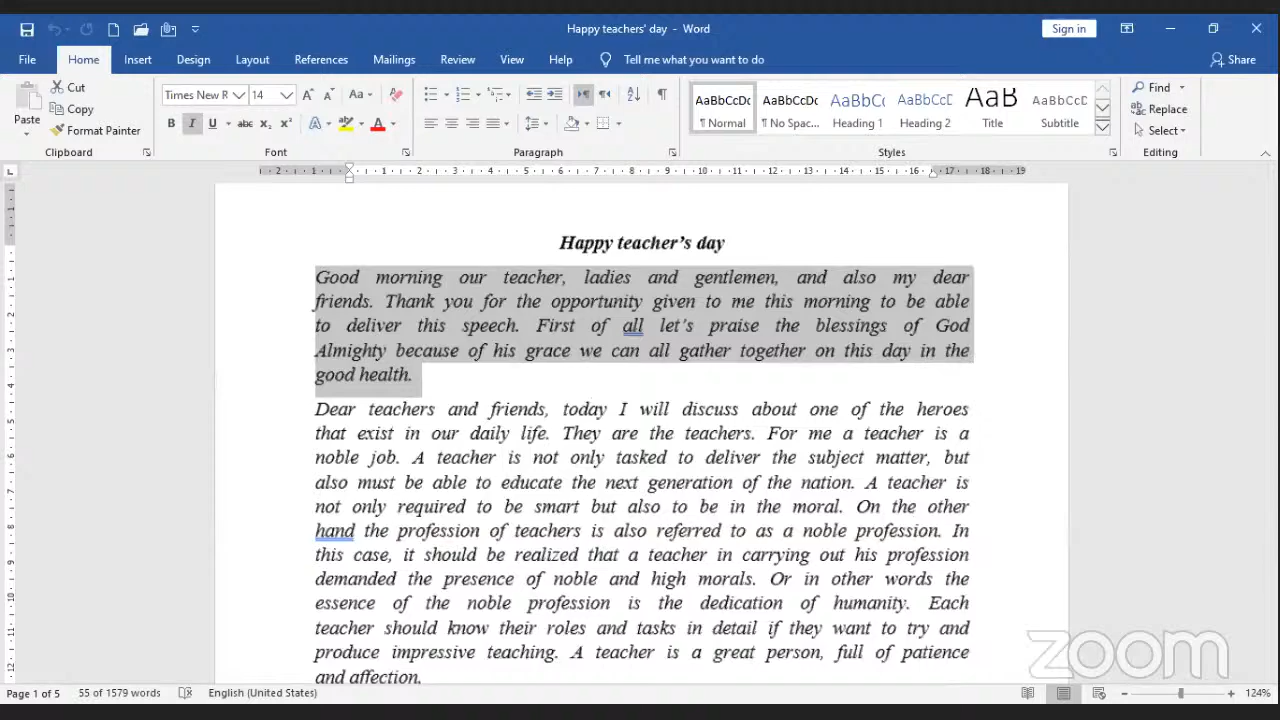 Happy teachers' day - Word
Sign in
File Home Insert Design Layout References Mailings Review View Help Tell me what you want to do Share
Paste
Cut
Copy
Format Painter
Clipboard
Times New R 14
Font
Paragraph
AaBbCcDc AaBbCcDc AaBbC AaBbCcC AaB AaBbCcC
¶ Normal ¶ No Spac... Heading 1 Heading 2 Title Subtitle
Styles
Find
Replace
Select
Editing
Happy teacher's day
Good morning our teacher, ladies and gentlemen, and also my dear
friends. Thank you for the opportunity given to me this morning to be able
to deliver this speech. First of all let's praise the blessings of God
Almighty because of his grace we can all gather together on this day in the
good health.
Dear teachers and friends, today I will discuss about one of the heroes
that exist in our daily life. They are the teachers. For me a teacher is a
noble job. A teacher is not only tasked to deliver the subject matter, but
also must be able to educate the next generation of the nation. A teacher is
not only required to be smart but also to be in the moral. On the other
hand the profession of teachers is also referred to as a noble profession. In
this case, it should be realized that a teacher in carrying out his profession
demanded the presence of noble and high morals. Or in other words the
essence of the noble profession is the dedication of humanity. Each
teacher should know their roles and tasks in detail if they want to try and
produce impressive teaching. A teacher is a great person, full of patience
and affection.
zoom
Page 1 of 5 55 of 1579 words English (United States) 124%